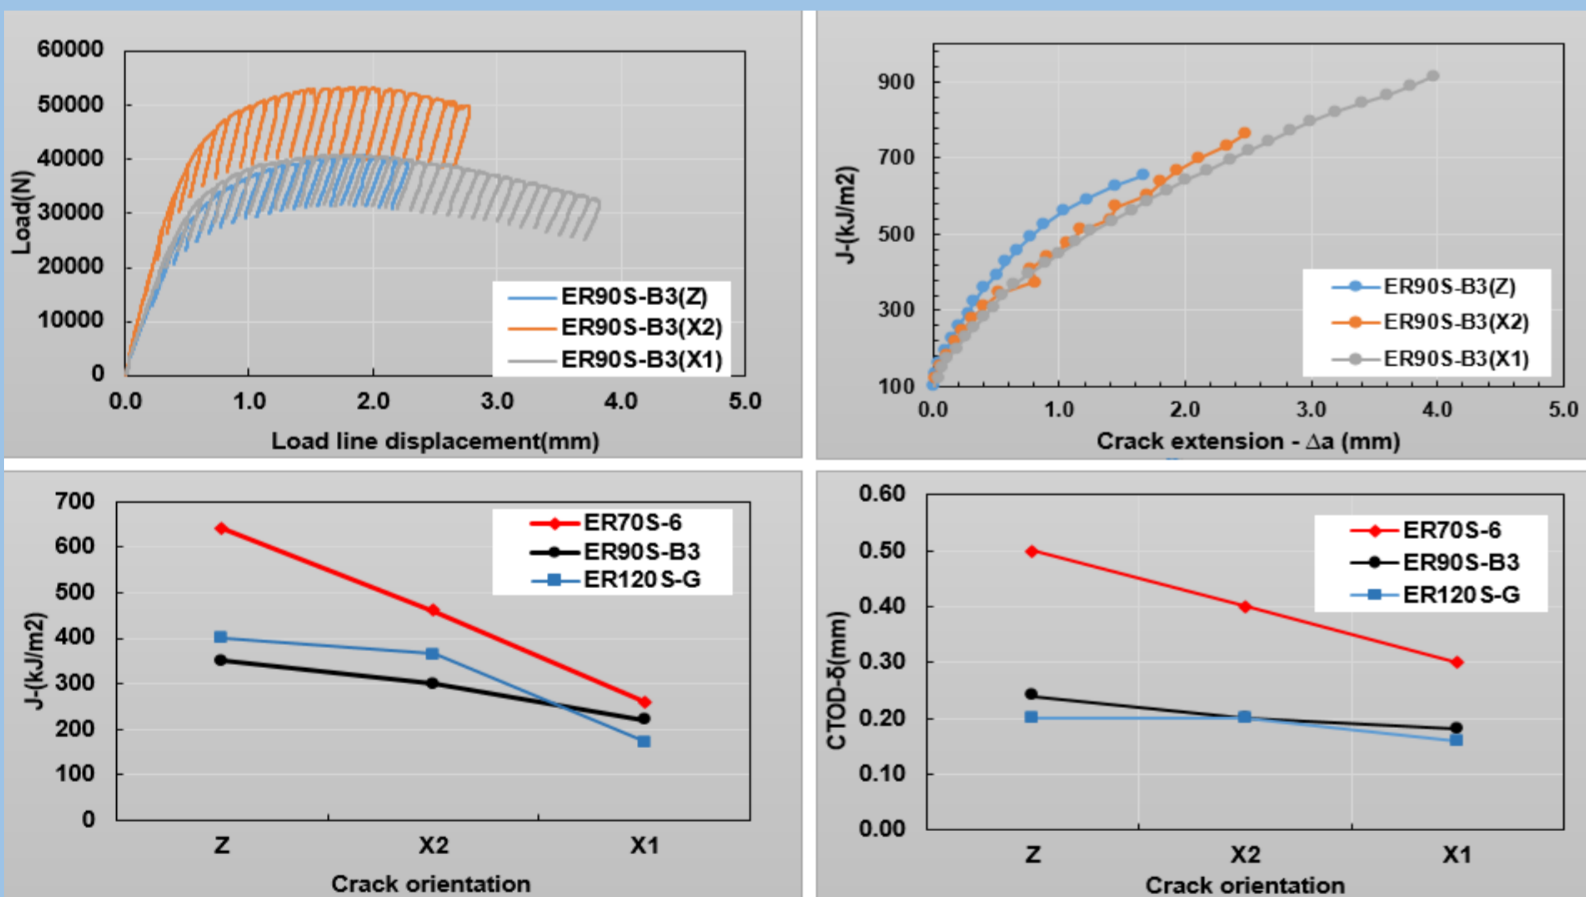 60000
50000
40000
30000
20000
10000
0
Load(N)
0.0 1.0 2.0 3.0 4.0 5.0
Load line displacement(mm)
ER90S-B3(Z)
ER90S-B3(X2)
ER90S-B3(X1)
900
700
500
300
100
J-(kJ/m2)
0.0 1.0 2.0 3.0 4.0 5.0
Crack extension - Δa (mm)
ER90S-B3(Z)
ER90S-B3(X2)
ER90S-B3(X1)
700
600
500
400
300
200
100
0
J-(kJ/m2)
Z X2 X1
Crack orientation
ER70S-6
ER90S-B3
ER120S-G
0.60
0.50
0.40
0.30
0.20
0.10
0.00
CTOD-δ(mm)
Z X2 X1
Crack orientation
ER70S-6
ER90S-B3
ER120S-G